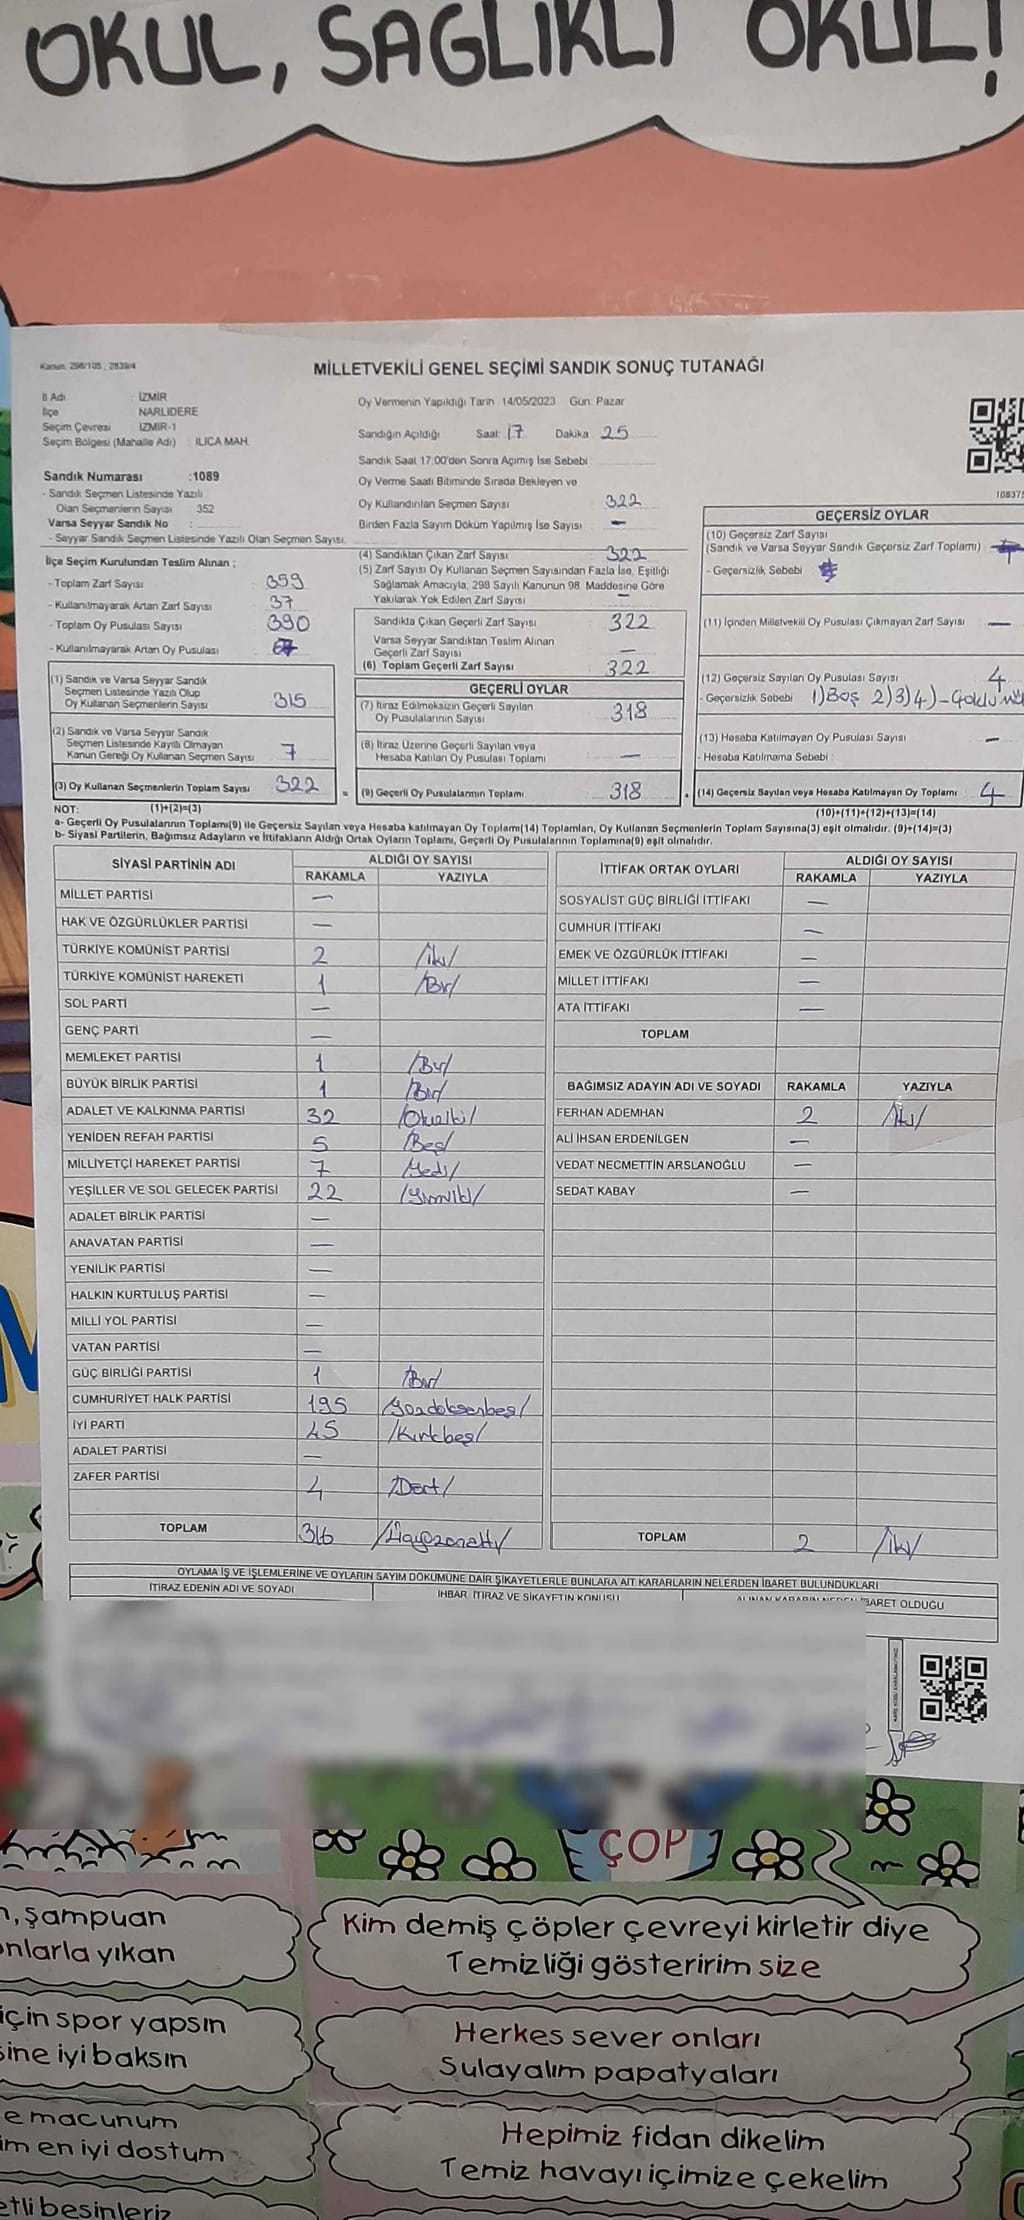 OKUL, SAĞLIKLI OKUL!
Kanun: 298/105 , 2839/4
MİLLETVEKİLİ GENEL SEÇİMİ SANDIK SONUÇ TUTANAĞI
İl Adı : İZMİR
İlçe : NARLIDERE
Seçim Çevresi : İZMİR-1
Seçim Bölgesi (Mahalle Adı) : ILICA MAH.
Sandık Numarası :1089
- Sandık Seçmen Listesinde Yazılı
Olan Seçmenlerin Sayısı 352
Varsa Seyyar Sandık No :
- Seyyar Sandık Seçmen Listesinde Yazılı Olan Seçmen Sayısı:
İlçe Seçim Kurulundan Teslim Alınan ;
- Toplam Zarf Sayısı : 359
- Kullanılmayarak Artan Zarf Sayısı : 37
- Toplam Oy Pusulası Sayısı : 390
- Kullanılmayarak Artan Oy Pusulası :
(1) Sandık ve Varsa Seyyar Sandık
Seçmen Listesinde Yazılı Olup
Oy Kullanan Seçmenlerin Sayısı 315
(2) Sandık ve Varsa Seyyar Sandık
Seçmen Listesinde Kayıtlı Olmayan
Kanun Gereği Oy Kullanan Seçmen Sayısı 7
(3) Oy Kullanan Seçmenlerin Toplam Sayısı 322
Oy Vermenin Yapıldığı Tarih 14/05/2023 Gün: Pazar
Sandığın Açıldığı Saat: 17 Dakika : 25
Sandık Saat 17:00'den Sonra Açmış İse Sebebi
Oy Verme Saati Bitiminde Sırada Bekleyen ve
Oy Kullandırılan Seçmen Sayısı : 322
Birden Fazla Sayım Döküm Yapılmış İse Sayısı : -
(4) Sandıktan Çıkan Zarf Sayısı : 322
(5) Zarf Sayısı Oy Kullanan Seçmen Sayısından Fazla İse, Eşitliği
Sağlamak Amacıyla, 298 Sayılı Kanunun 98. Maddesine Göre
Yakılarak Yok Edilen Zarf Sayısı : -
Sandıkta Çıkan Geçerli Zarf Sayısı : 322
Varsa Seyyar Sandıktan Teslim Alınan
Geçerli Zarf Sayısı : -
(6) Toplam Geçerli Zarf Sayısı : 322
GEÇERLİ OYLAR
(7) İtiraz Edilmeksizin Geçerli Sayılan
Oy Pusulalarının Sayısı : 318
(8) İtiraz Üzerine Geçerli Sayılan veya
Hesaba Katılan Oy Pusulası Toplamı : -
= (9) Geçerli Oy Pusulalarının Toplamı : 318
10837
GEÇERSİZ OYLAR
(10) Geçersiz Zarf Sayısı
(Sandık ve Varsa Seyyar Sandık Geçersiz Zarf Toplamı) :
- Geçersizlik Sebebi :
(11) İçinden Milletvekili Oy Pusulası Çıkmayan Zarf Sayısı : -
(12) Geçersiz Sayılan Oy Pusulası Sayısı : 4
- Geçersizlik Sebebi : 1)Boş 2)3)4)-
(13) Hesaba Katılmayan Oy Pusulası Sayısı : -
- Hesaba Katılmama Sebebi :
+ (14) Geçersiz Sayılan veya Hesaba Katılmayan Oy Toplamı : 4
NOT: (1)+(2)=(3) (10)+(11)+(12)+(13)=(14)
a- Geçerli Oy Pusulalarının Toplamı(9) ile Geçersiz Sayılan veya Hesaba katılmayan Oy Toplamı(14) Toplamları, Oy Kullanan Seçmenlerin Toplam Sayısına(3) eşit olmalıdır. (9)+(14)=(3)
b- Siyasi Partilerin, Bağımsız Adayların ve İttifakların Aldığı Ortak Oyların Toplamı, Geçerli Oy Pusulalarının Toplamına(9) eşit olmalıdır.
SİYASİ PARTİNİN ADI ALDIĞI OY SAYISI
RAKAMLA YAZIYLA
MİLLET PARTİSİ -
HAK VE ÖZGÜRLÜKLER PARTİSİ -
TÜRKİYE KOMÜNİST PARTİSİ 2 /İki/
TÜRKİYE KOMÜNİST HAREKETİ 1 /Bir/
SOL PARTİ -
GENÇ PARTİ -
MEMLEKET PARTİSİ 1 /Bir/
BÜYÜK BİRLİK PARTİSİ 1 /Bir/
ADALET VE KALKINMA PARTİSİ 32 /Otuziki/
YENİDEN REFAH PARTİSİ 5 /Beş/
MİLLİYETÇİ HAREKET PARTİSİ 7 /Yedi/
YEŞİLLER VE SOL GELECEK PARTİSİ 22 /Yirmiiki/
ADALET BİRLİK PARTİSİ -
ANAVATAN PARTİSİ -
YENİLİK PARTİSİ -
HALKIN KURTULUŞ PARTİSİ -
MİLLİ YOL PARTİSİ -
VATAN PARTİSİ -
GÜÇ BİRLİĞİ PARTİSİ 1 /Bir/
CUMHURİYET HALK PARTİSİ 195 /Yüzdoksanbeş/
İYİ PARTİ 45 /Kırkbeş/
ADALET PARTİSİ -
ZAFER PARTİSİ 4 /Dört/
TOPLAM 316 /Üçyüzonaltı/
İTTİFAK ORTAK OYLARI ALDIĞI OY SAYISI
RAKAMLA YAZIYLA
SOSYALİST GÜÇ BİRLİĞİ İTTİFAKI -
CUMHUR İTTİFAKI -
EMEK VE ÖZGÜRLÜK İTTİFAKI -
MİLLET İTTİFAKI -
ATA İTTİFAKI -
TOPLAM
BAĞIMSIZ ADAYIN ADI VE SOYADI RAKAMLA YAZIYLA
FERHAN ADEMHAN 2 /İki/
ALİ İHSAN ERDENİLGEN -
VEDAT NECMETTİN ARSLANOĞLU -
SEDAT KABAY -
TOPLAM 2 /İki/
OYLAMA İŞ VE İŞLEMLERİNE VE OYLARIN SAYIM DÖKÜMÜNE DAİR ŞİKAYETLERLE BUNLARA AİT KARARLARIN NELERDEN İBARET BULUNDUKLARI
İTİRAZ EDENİN ADI VE SOYADI İHBAR, İTİRAZ VE ŞİKAYETİN KONUSU ALINAN KARARIN NEDEN İBARET OLDUĞU
ÇOP
, şampuan
nlarla yıkan
için spor yapsın
sine iyi baksın
e macunum
im en iyi dostum
etli besinleriz
Kim demiş çöpler çevreyi kirletir diye
Temizliği gösteririm size
Herkes sever onları
Sulayalım papatyaları
Hepimiz fidan dikelim
Temiz havayı içimize çekelim